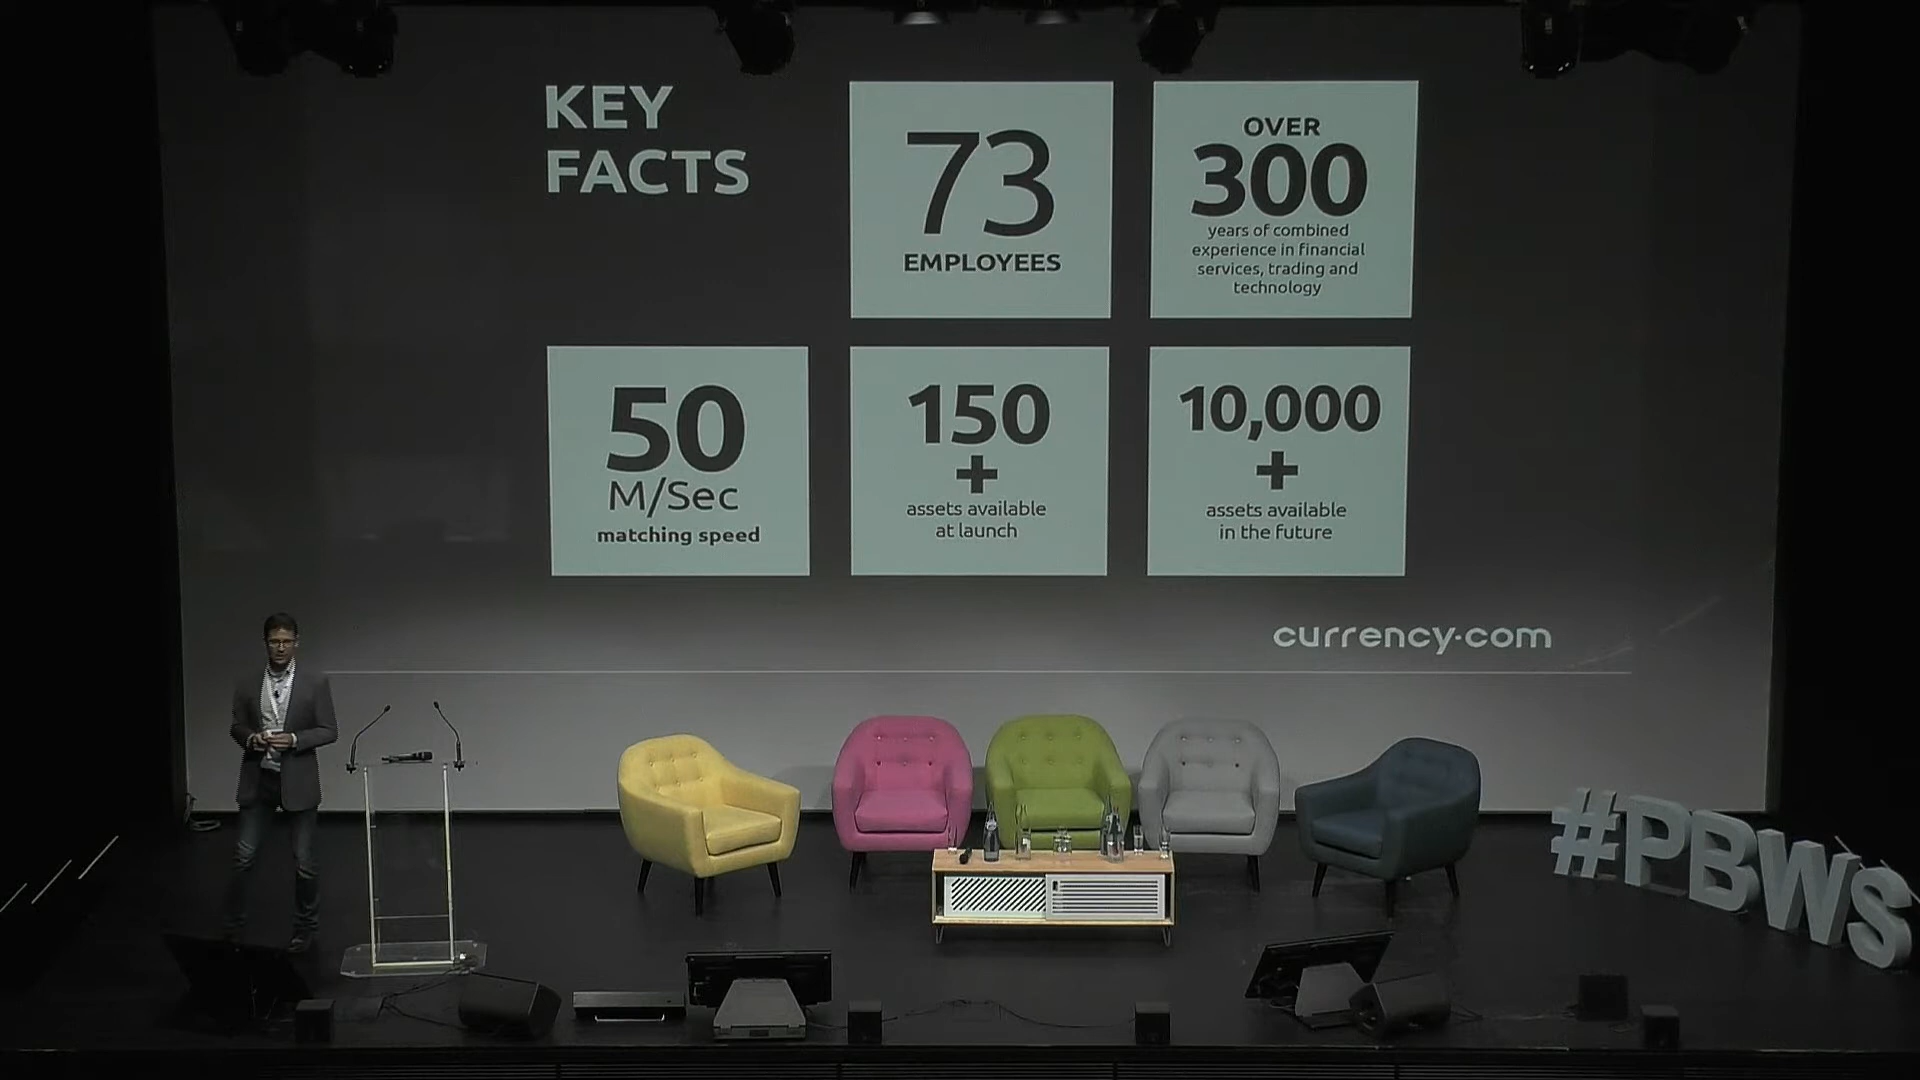 KEY
FACTS
73
EMPLOYEES
OVER
300
years of combined
experience in financial
services, trading and
technology
50
M/Sec
matching speed
150
+
assets available
at launch
10,000
+
assets available
in the future
currency.com
#PBWS